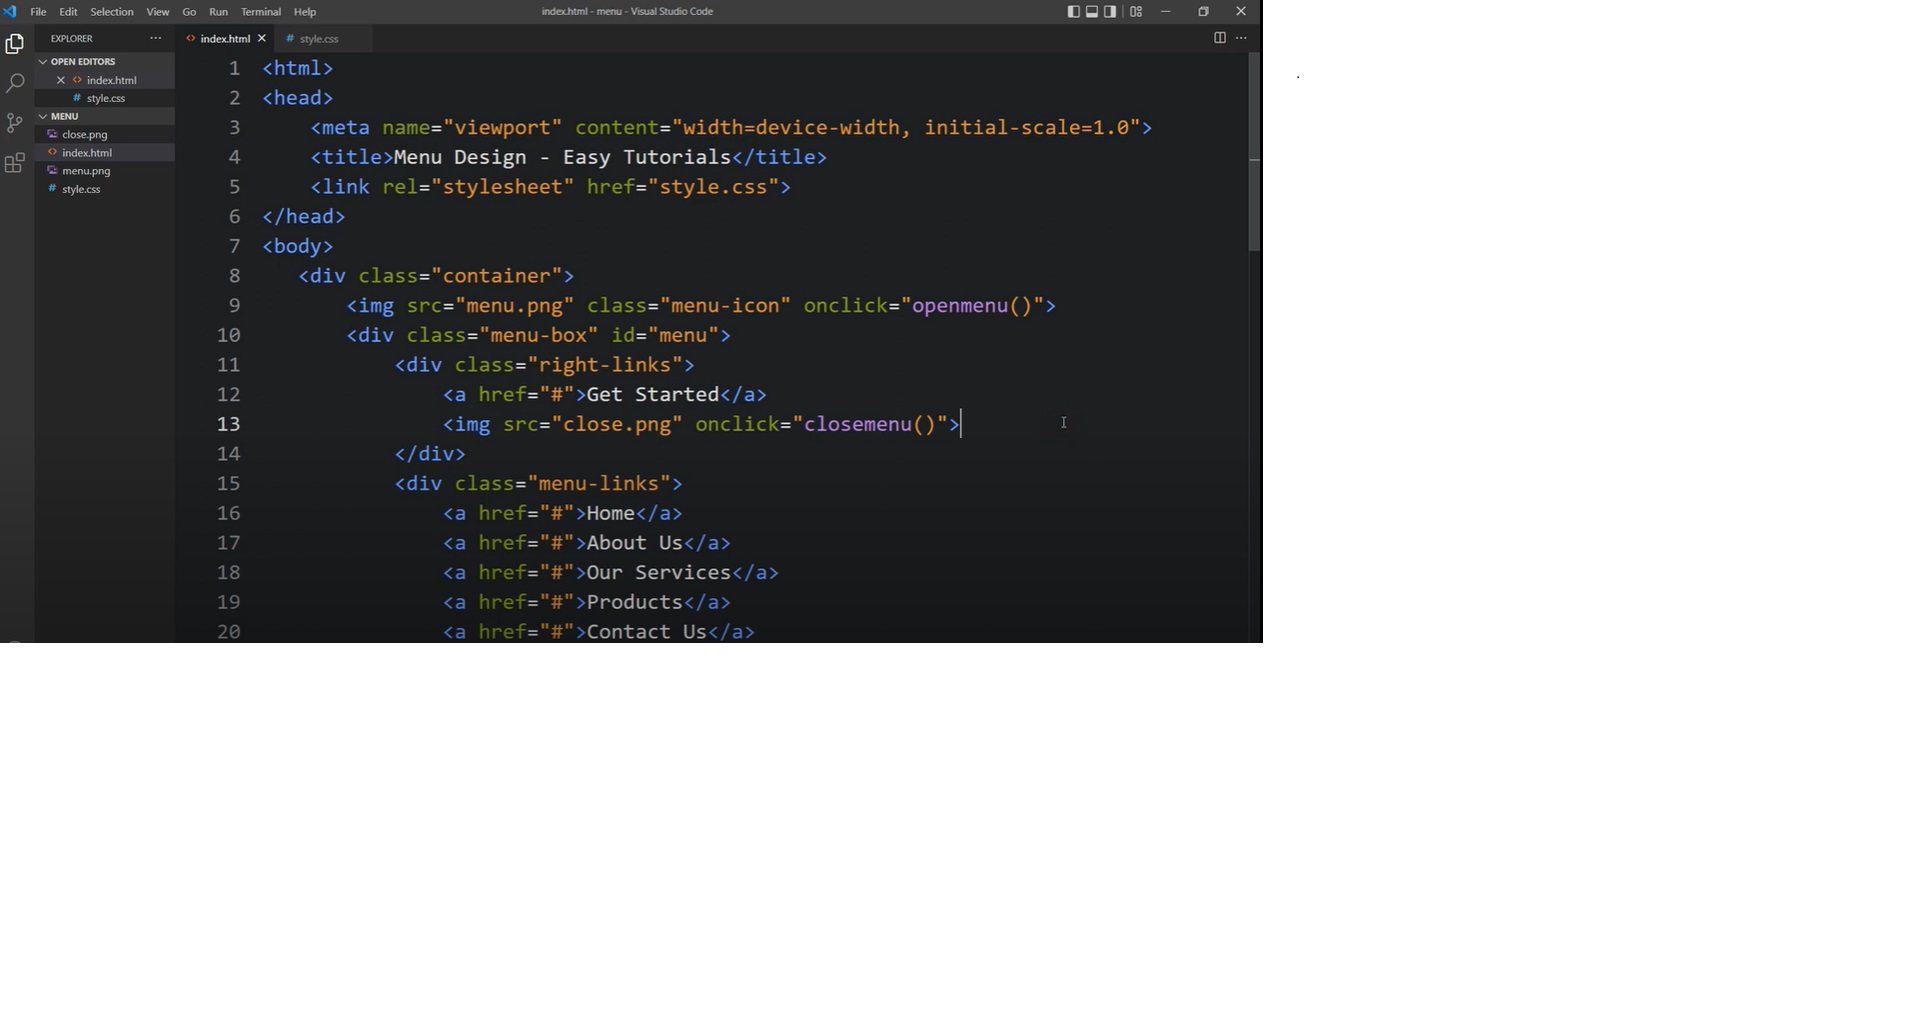 File Edit Selection View Go Run Terminal Help
index.html - menu - Visual Studio Code
EXPLORER ...
OPEN EDITORS
index.html
style.css
MENU
close.png
index.html
menu.png
style.css
index.html
style.css
1 <html>
2 <head>
3 <meta name="viewport" content="width=device-width, initial-scale=1.0">
4 <title>Menu Design - Easy Tutorials</title>
5 <link rel="stylesheet" href="style.css">
6 </head>
7 <body>
8 <div class="container">
9 <img src="menu.png" class="menu-icon" onclick="openmenu()">
10 <div class="menu-box" id="menu">
11 <div class="right-links">
12 <a href="#">Get Started</a>
13 <img src="close.png" onclick="closemenu()">
14 </div>
15 <div class="menu-links">
16 <a href="#">Home</a>
17 <a href="#">About Us</a>
18 <a href="#">Our Services</a>
19 <a href="#">Products</a>
20 <a href="#">Contact Us</a>